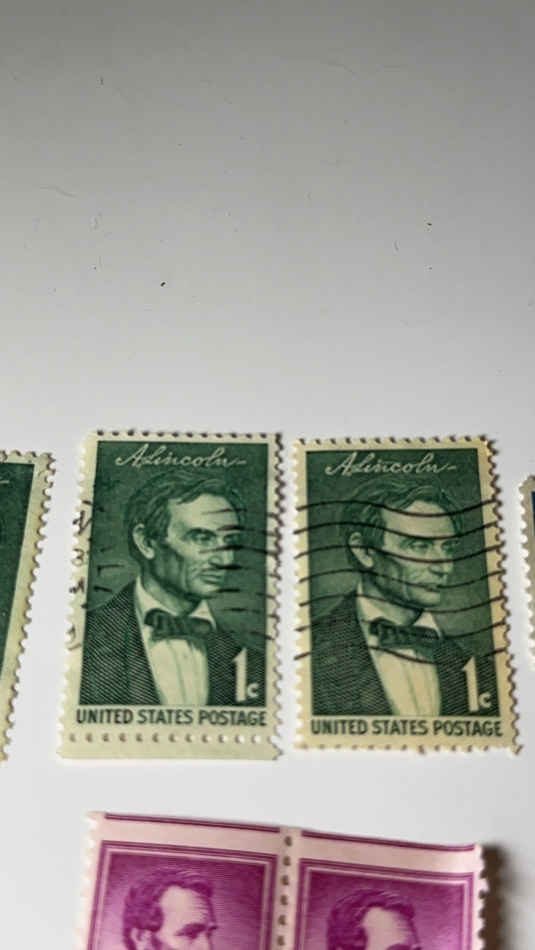 A. Lincoln
A. Lincoln
1c
1c
UNITED STATES POSTAGE
UNITED STATES POSTAGE